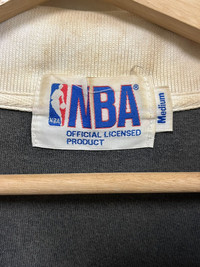 NBA
NBA®
OFFICIAL LICENSED
PRODUCT
Medium